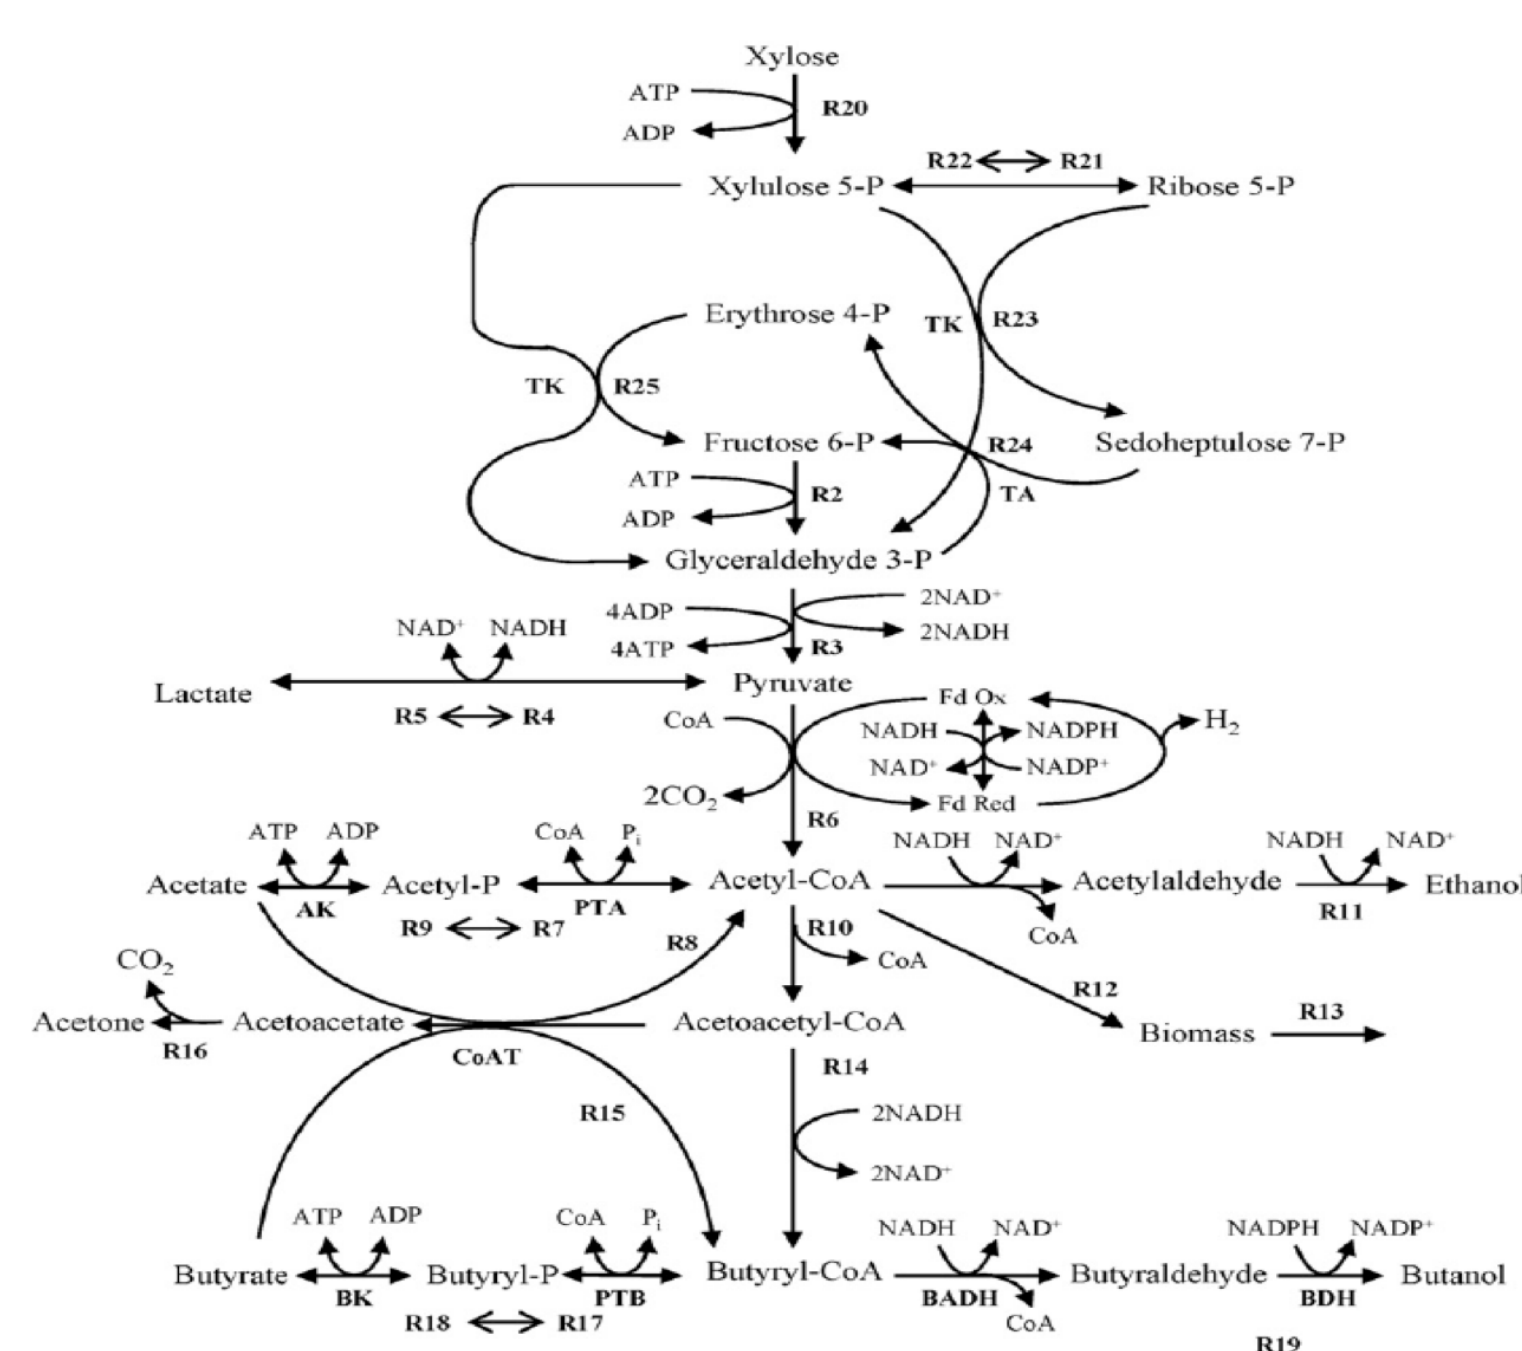 Xylose
ATP
R20
ADP
R22 R21
Xylulose 5-P
Ribose 5-P
Erythrose 4-P
TK
R23
TK
R25
Fructose 6-P
R24
Sedoheptulose 7-P
ATP
R2
TA
ADP
Glyceraldehyde 3-P
4ADP
2NAD⁺
NAD⁺ NADH
2NADH
4ATP
R3
Lactate
Pyruvate
R5 R4
CoA
Fd Ox
NADH
NADPH
H₂
NAD⁺
NADP⁺
2CO₂
Fd Red
R6
ATP ADP
CoA Pᵢ
NADH NAD⁺
NADH NAD⁺
Acetate
Acetyl-P
Acetyl-CoA
Acetylaldehyde
Ethanol
AK
PTA
R9 R7
R11
R8
R10
CoA
CO₂
CoA
R12
Acetone
Acetoacetate
Acetoacetyl-CoA
Biomass
R13
R16
CoAT
R14
R15
2NADH
2NAD⁺
ATP ADP
CoA Pᵢ
NADH NAD⁺
NADPH NADP⁺
Butyrate
Butyryl-P
Butyryl-CoA
Butyraldehyde
Butanol
BK
PTB
BADH
BDH
R18 R17
CoA
R19